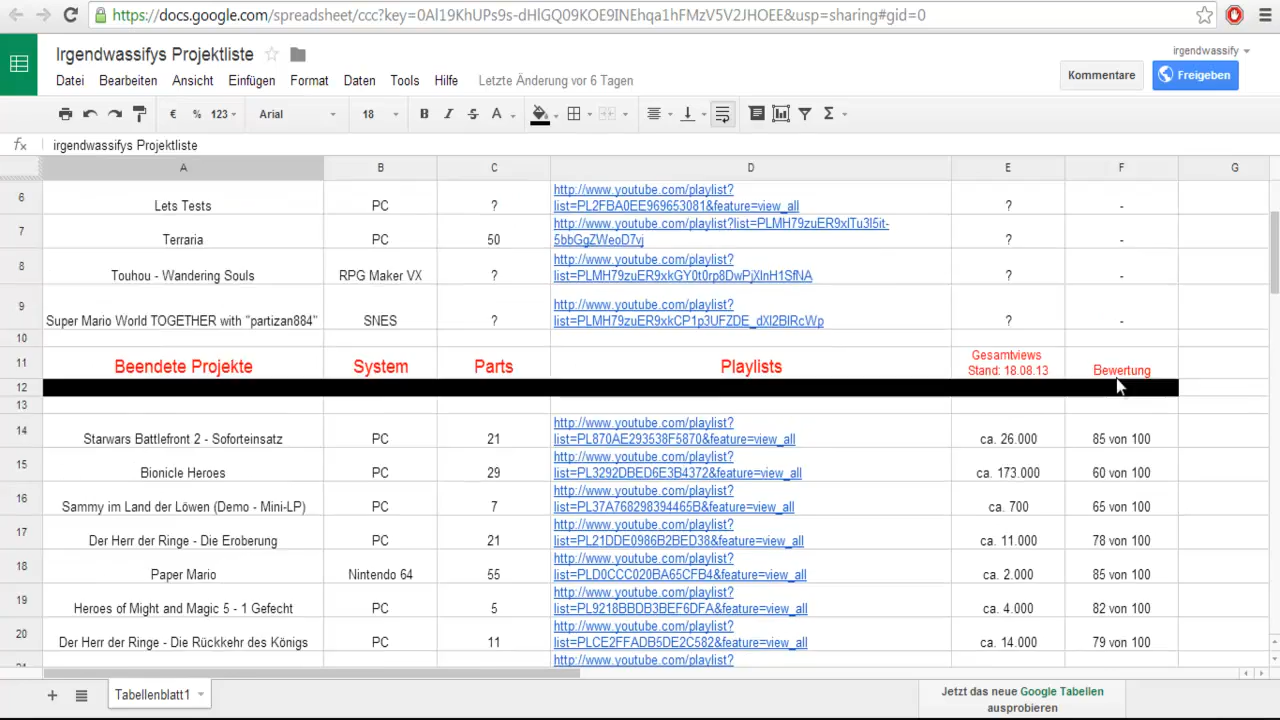 https://docs.google.com/spreadsheet/ccc?key=0Al19KhUPs9s-dHlGQ09KOE9INEhqa1hFMzV5V2JHOEE&usp=sharing#gid=0
Irgendwassifys Projektliste
irgendwassify
Datei Bearbeiten Ansicht Einfügen Format Daten Tools Hilfe Letzte Änderung vor 6 Tagen
Kommentare Freigeben
€ % 123 Arial 18 B I S A Σ
fx irgendwassifys Projektliste
A B C D E F G
6 Lets Tests PC ? http://www.youtube.com/playlist? ? -
list=PL2FBA0EE969653081&feature=view_all
7 Terraria PC 50 http://www.youtube.com/playlist?list=PLMH79zuER9xlTu3l5it- ? -
5bbGgZWeoD7vj
8 Touhou - Wandering Souls RPG Maker VX ? http://www.youtube.com/playlist? ? -
list=PLMH79zuER9xkGY0t0rp8DwPjXlnH1SfNA
9 Super Mario World TOGETHER with "partizan884" SNES ? http://www.youtube.com/playlist? ? -
list=PLMH79zuER9xkCP1p3UFZDE_dXl2BlRcWp
10
11 Beendete Projekte System Parts Playlists Gesamtviews Bewertung
Stand: 18.08.13
12
13
14 Starwars Battlefront 2 - Soforteinsatz PC 21 http://www.youtube.com/playlist? ca. 26.000 85 von 100
list=PL870AE293538F5870&feature=view_all
15 Bionicle Heroes PC 29 http://www.youtube.com/playlist? ca. 173.000 60 von 100
list=PL3292DBED6E3B4372&feature=view_all
16 Sammy im Land der Löwen (Demo - Mini-LP) PC 7 http://www.youtube.com/playlist? ca. 700 65 von 100
list=PL37A768298394465B&feature=view_all
17 Der Herr der Ringe - Die Eroberung PC 21 http://www.youtube.com/playlist? ca. 11.000 78 von 100
list=PL21DDE0986B2BED38&feature=view_all
18 Paper Mario Nintendo 64 55 http://www.youtube.com/playlist? ca. 2.000 85 von 100
list=PLD0CCC020BA65CFB4&feature=view_all
19 Heroes of Might and Magic 5 - 1 Gefecht PC 5 http://www.youtube.com/playlist? ca. 4.000 82 von 100
list=PL9218BBDB3BEF6DFA&feature=view_all
20 Der Herr der Ringe - Die Rückkehr des Königs PC 11 http://www.youtube.com/playlist? ca. 14.000 79 von 100
list=PLCE2FFADB5DE2C582&feature=view_all
http://www.youtube.com/playlist?
Tabellenblatt1
Jetzt das neue Google Tabellen
ausprobieren